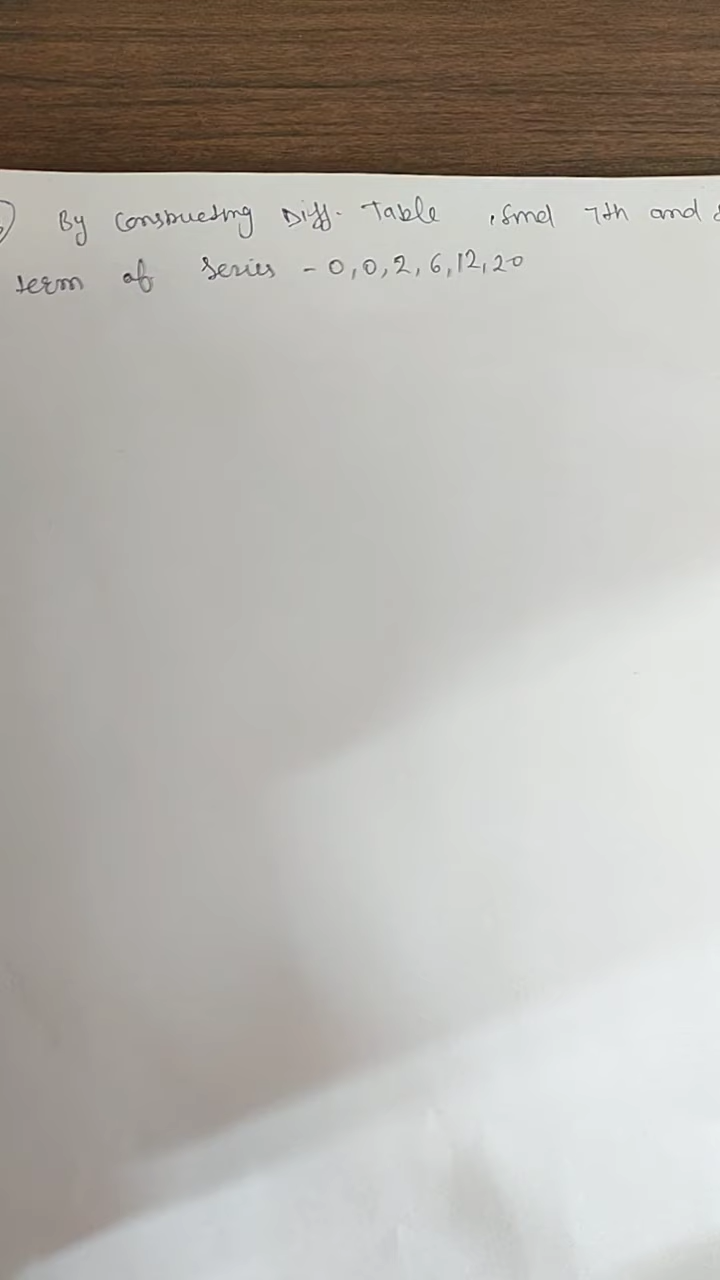 By Constructing Diff. Table , find 7th and
term of series - 0,0,2,6,12,20